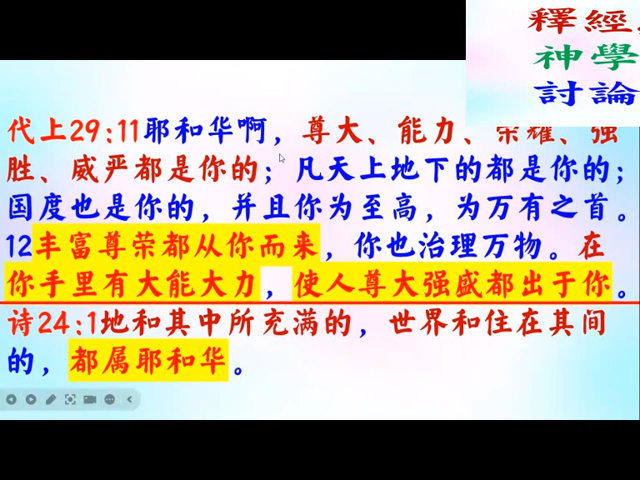 釋經
神學
討論
代上29:11耶和华啊，尊大、能力、荣耀、强
胜、威严都是你的；凡天上地下的都是你的；
国度也是你的，并且你为至高，为万有之首。
12丰富尊荣都从你而来，你也治理万物。在
你手里有大能大力，使人尊大强盛都出于你。
诗24:1地和其中所充满的，世界和住在其间
的，都属耶和华。